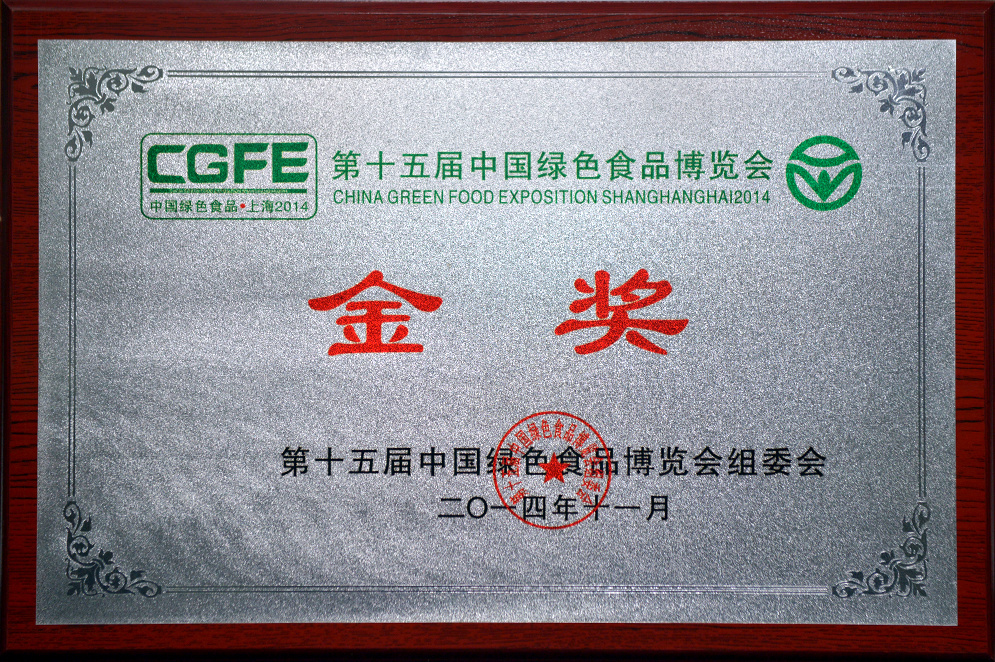 CGFE
中国绿色食品•上海2014
第十五届中国绿色食品博览会
CHINA GREEN FOOD EXPOSITION SHANGHANGHAI2014
金奖
第十五届中国绿色食品博览会组委会
二〇一四年十一月